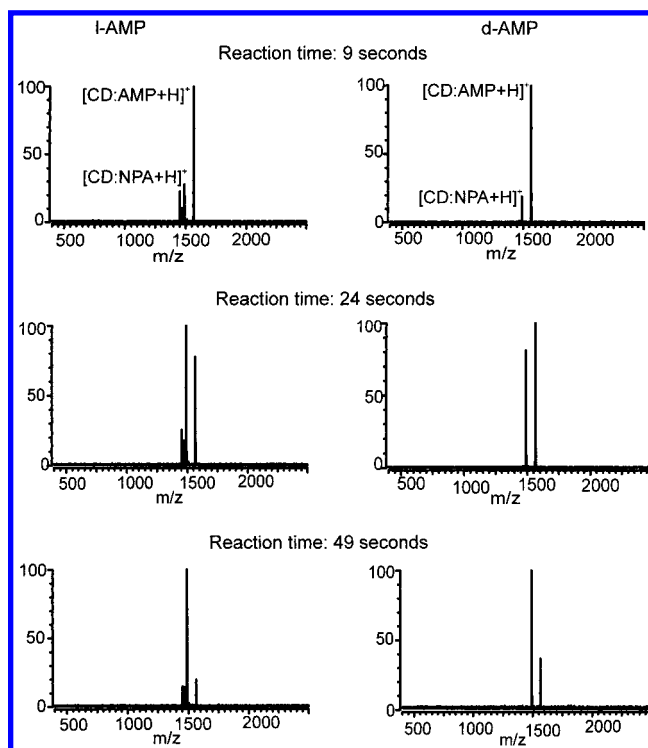 l-AMP d-AMP
Reaction time: 9 seconds
100 [CD:AMP+H]+ 100 [CD:AMP+H]+
50 50
[CD:NPA+H]+ [CD:NPA+H]+
0 0
500 1000 1500 2000 500 1000 1500 2000
m/z m/z
Reaction time: 24 seconds
100 100
50 50
0 0
500 1000 1500 2000 500 1000 1500 2000
m/z m/z
Reaction time: 49 seconds
100 100
50 50
0 0
500 1000 1500 2000 500 1000 1500 2000
m/z m/z